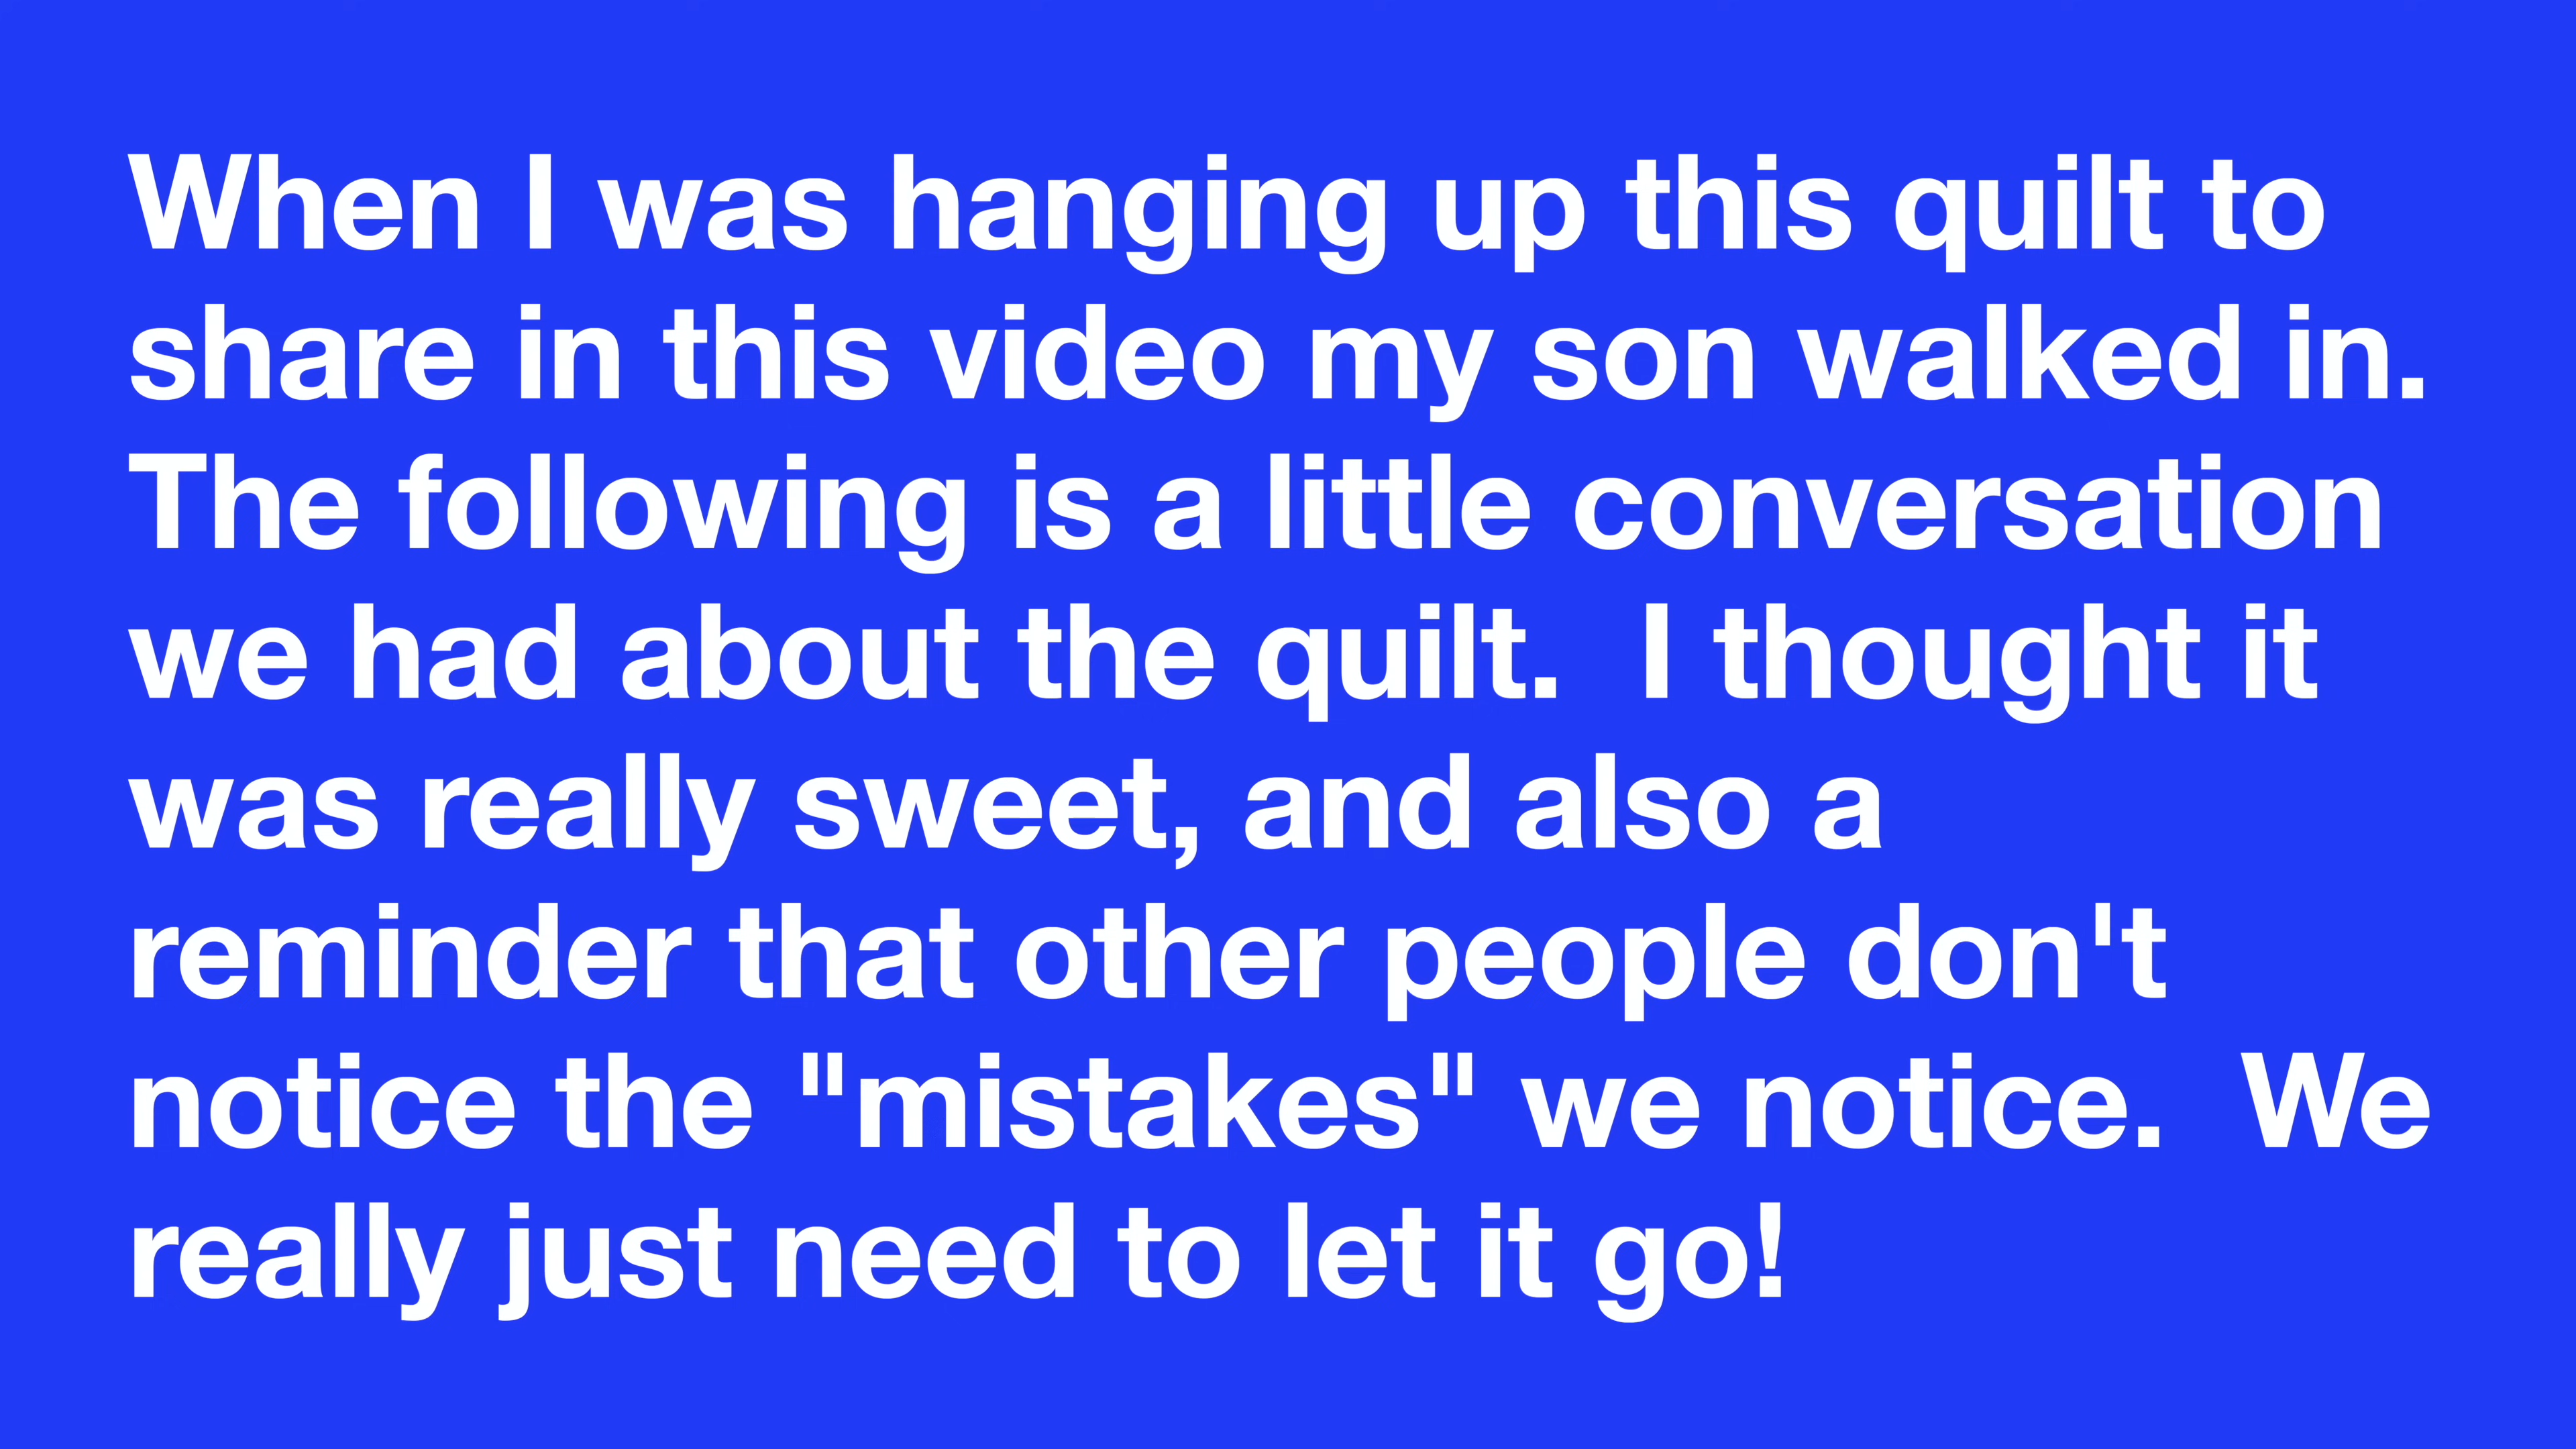 When I was hanging up this quilt to
share in this video my son walked in.
The following is a little conversation
we had about the quilt.  I thought it
was really sweet, and also a
reminder that other people don't
notice the "mistakes" we notice.  We
really just need to let it go!